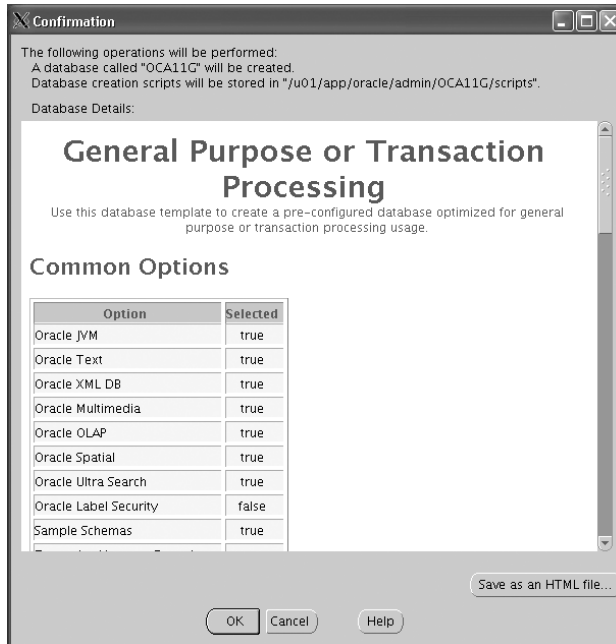 Confirmation
The following operations will be performed:
A database called "OCA11G" will be created.
Database creation scripts will be stored in "/u01/app/oracle/admin/OCA11G/scripts".
Database Details:
General Purpose or Transaction
Processing
Use this database template to create a pre-configured database optimized for general
purpose or transaction processing usage.
Common Options
Option Selected
Oracle JVM true
Oracle Text true
Oracle XML DB true
Oracle Multimedia true
Oracle OLAP true
Oracle Spatial true
Oracle Ultra Search true
Oracle Label Security false
Sample Schemas true
Save as an HTML file...
OK Cancel Help